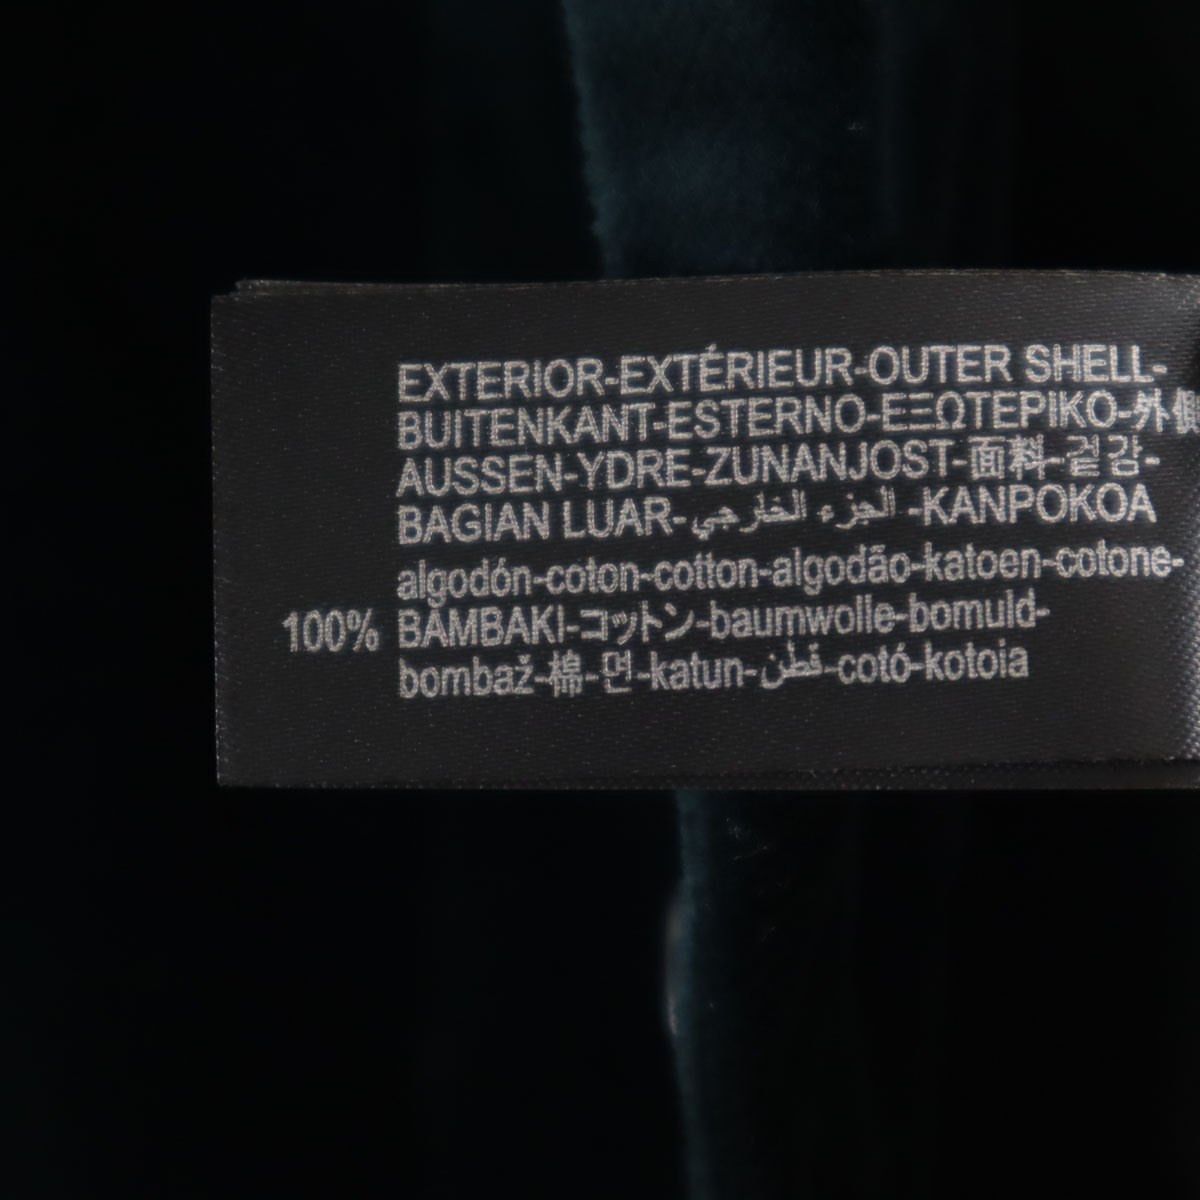 EXTERIOR-EXTÉRIEUR-OUTER SHELL-
BUITENKANT-ESTERNO-ΕΞΩΤΕΡΙΚΟ-外側
AUSSEN-YDRE-ZUNANJOST-面料-겉감-
BAGIAN LUAR-الجزء الخارجي-KANPOKOA
algodón-coton-cotton-algodão-katoen-cotone-
100% BAMBAKI-コットン-baumwolle-bomuld-
bombaž-棉-면-katun-قطن-cotó-kotoia